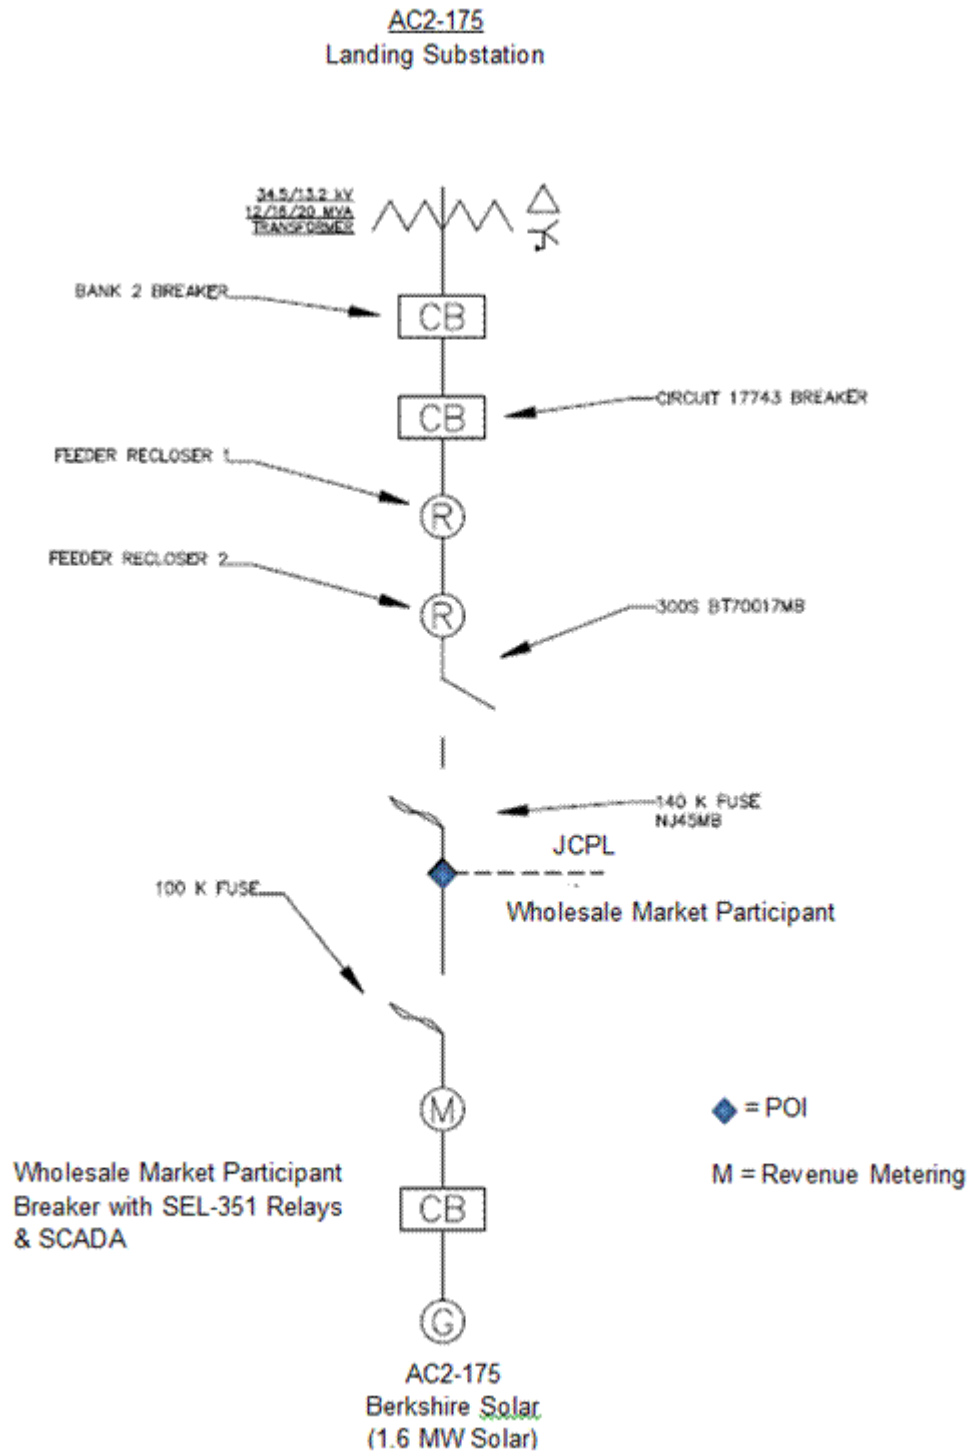 AC2-175
Landing Substation
34.5/13.2 kV
12/16/20 MVA
TRANSFORMER
BANK 2 BREAKER
CB
CB
CIRCUIT 17743 BREAKER
FEEDER RECLOSER 1
R
FEEDER RECLOSER 2
R
300S BT70017MB
140 K FUSE
NJ45MB
JCPL
100 K FUSE
Wholesale Market Participant
M
= POI
M = Revenue Metering
Wholesale Market Participant
Breaker with SEL-351 Relays
& SCADA
CB
G
AC2-175
Berkshire Solar
(1.6 MW Solar)